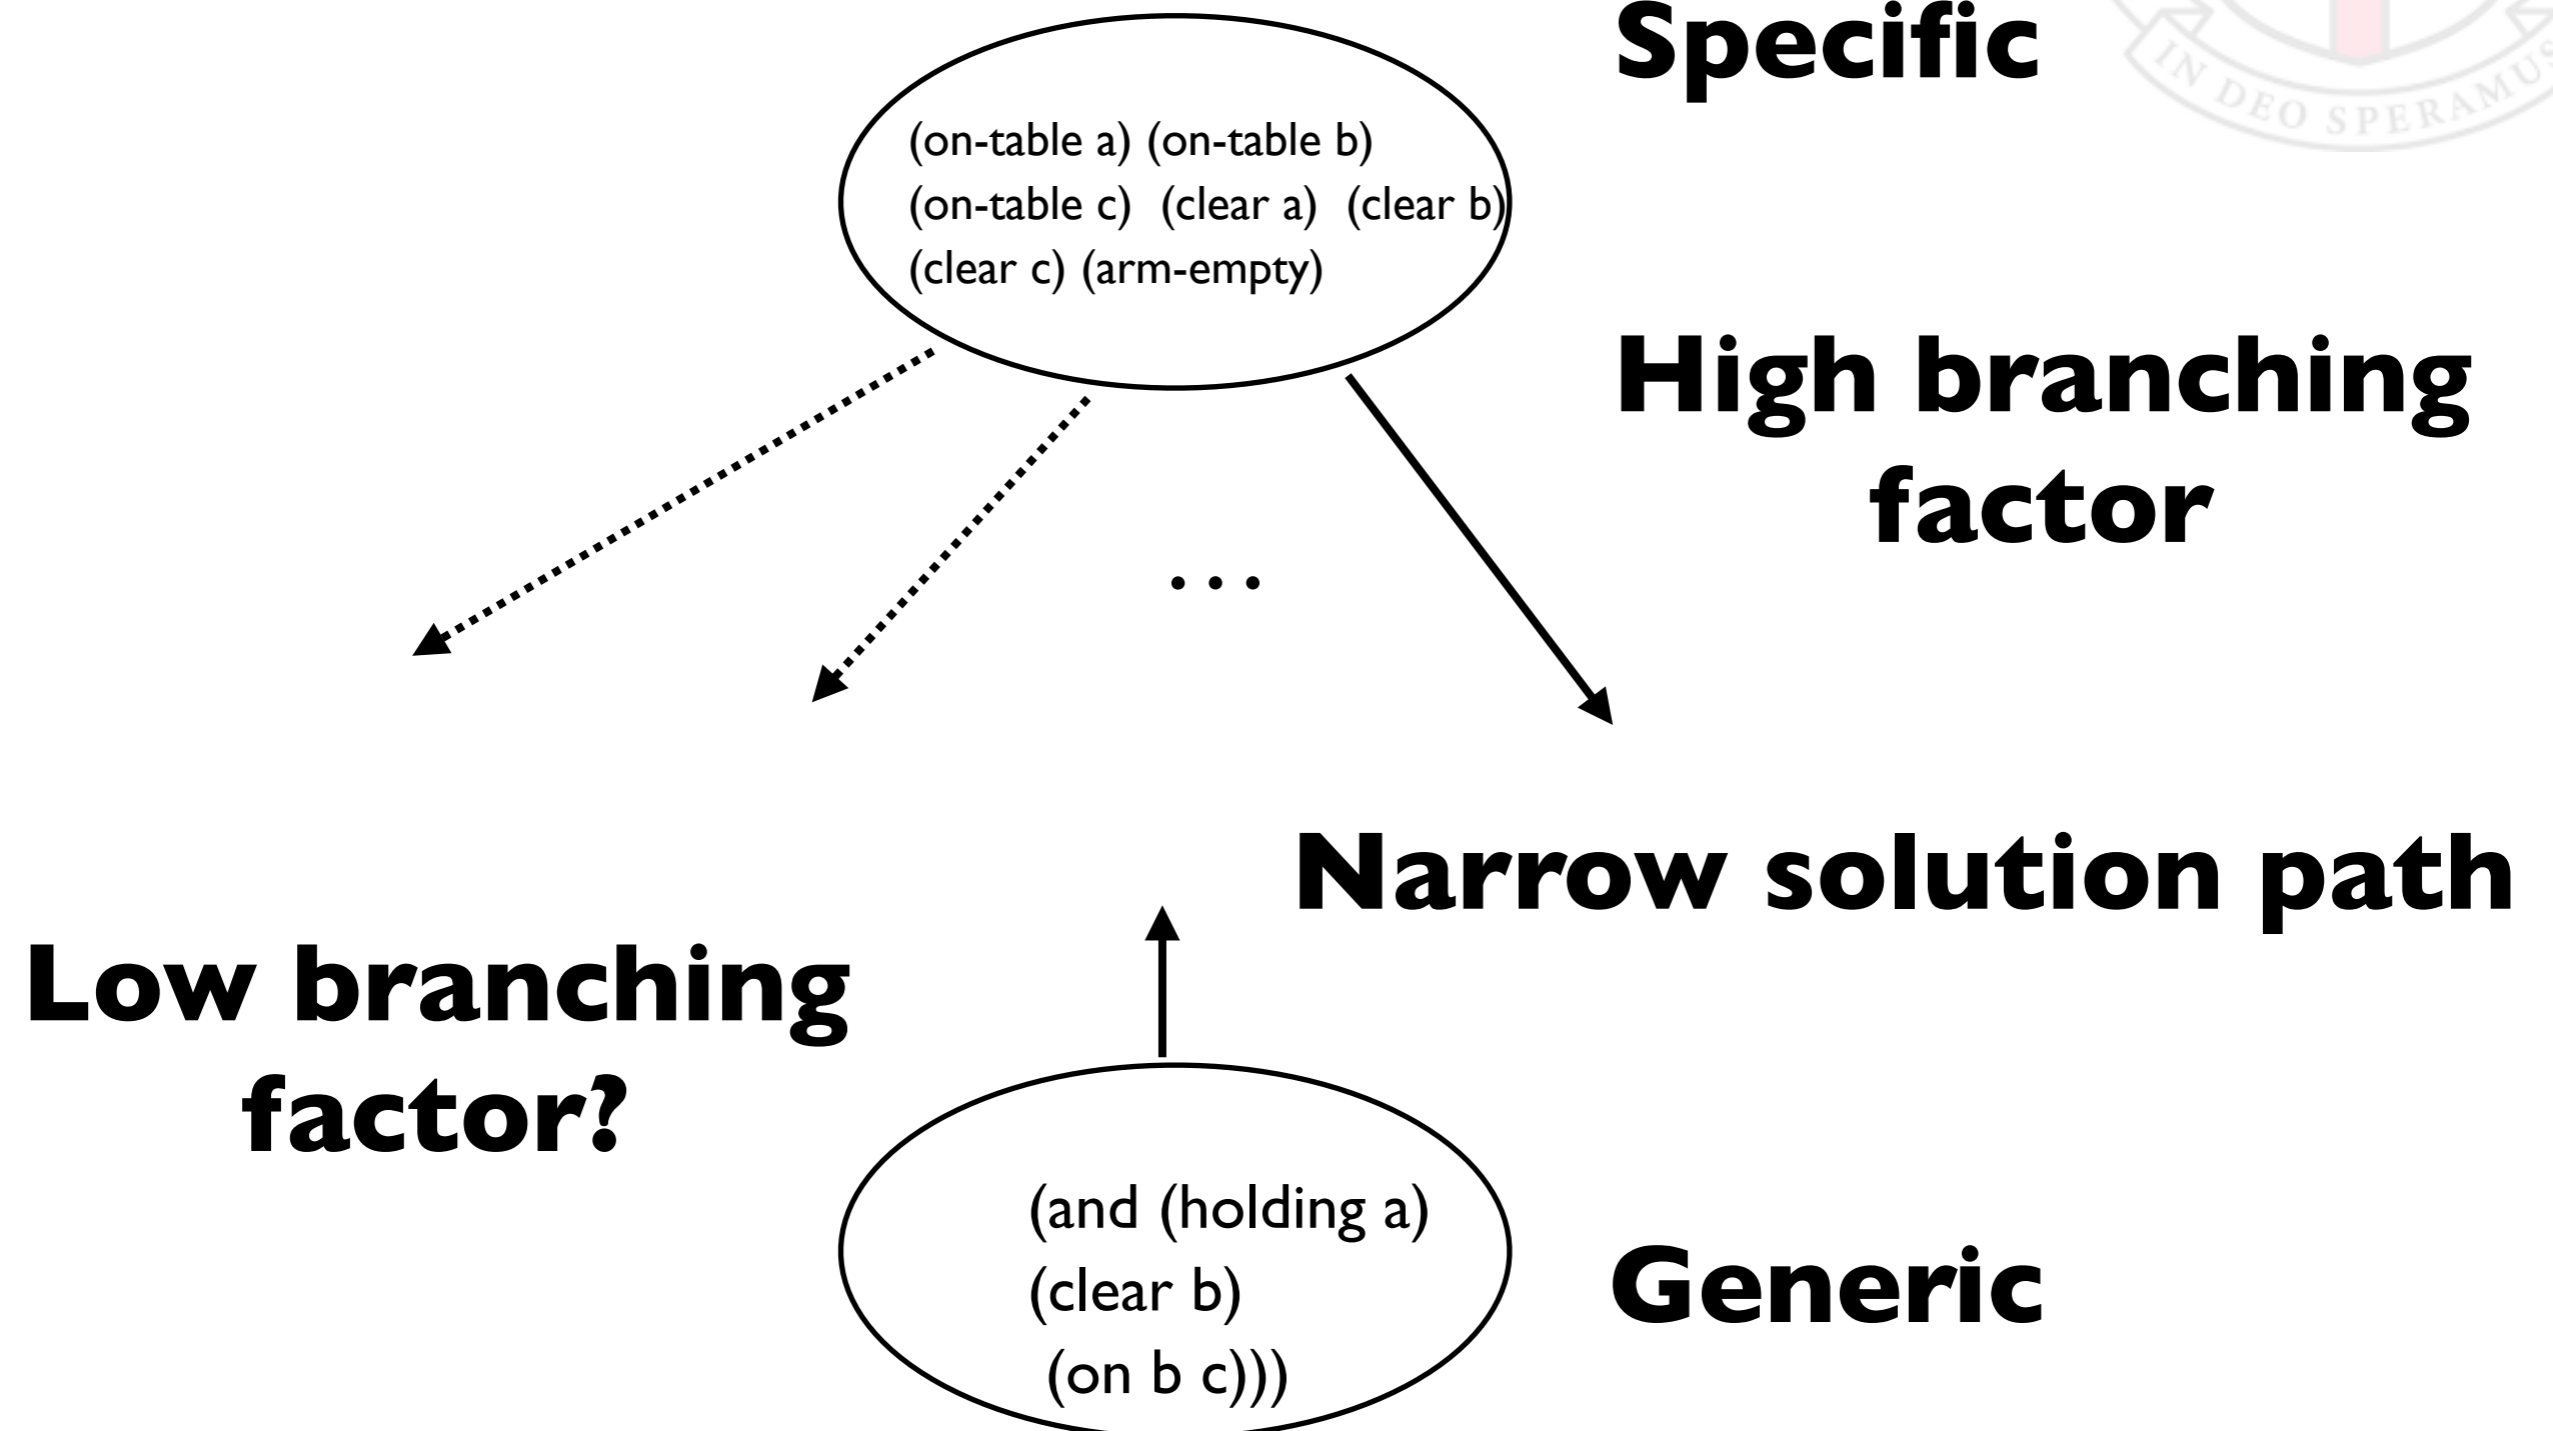 Specific
IN DEO SPERAMUS
(on-table a) (on-table b)
(on-table c) (clear a) (clear b)
(clear c) (arm-empty)
High branching
factor
...
Narrow solution path
Low branching
factor?
(and (holding a)
(clear b)
(on b c)))
Generic